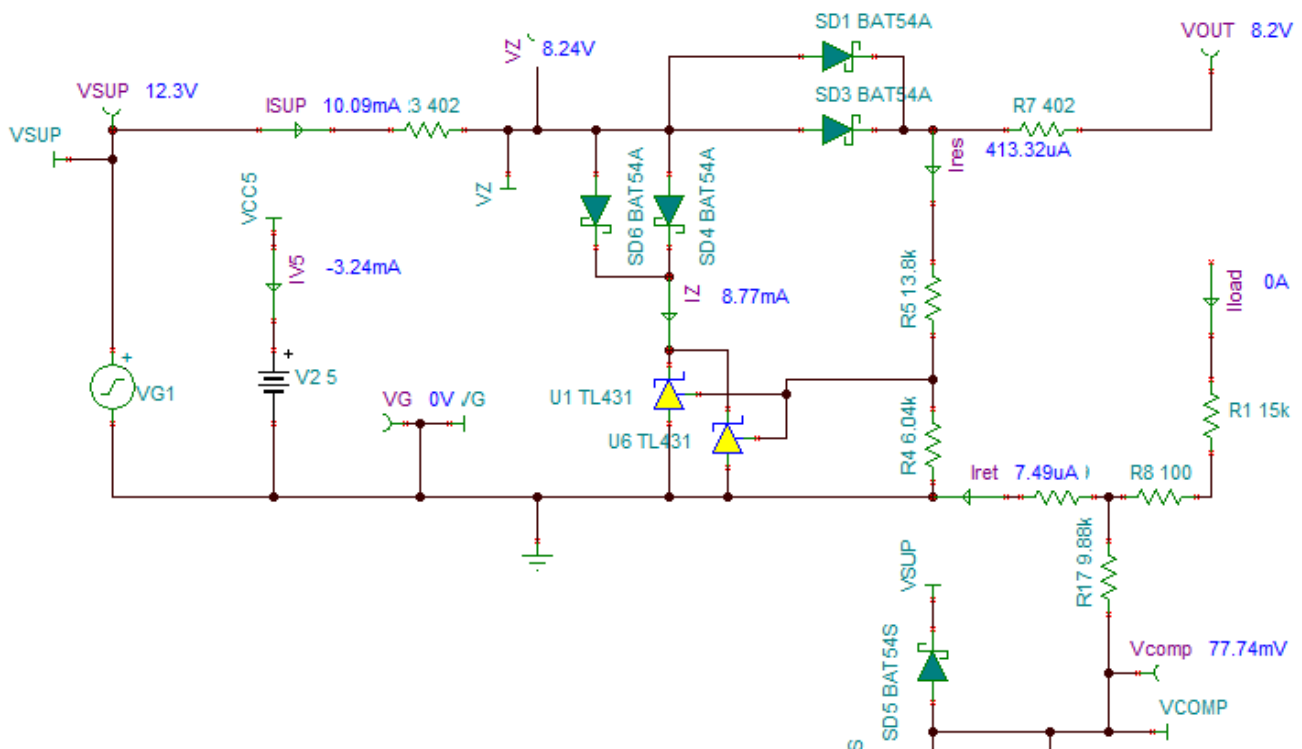 SD1 BAT54A
VOUT 8.2V
VZ 8.24V
VSUP 12.3V
ISUP 10.09mA
:3 402
SD3 BAT54A
R7 402
VSUP
Ires 413.32uA
VCC5
VZ
SD6 BAT54A
SD4 BAT54A
IV5 -3.24mA
IZ 8.77mA
R5 13.8k
Iload 0A
VG1
V2 5
U1 TL431
VG 0V
/G
U6 TL431
R4 6.04k
R1 15k
Iret 7.49uA
)
R8 100
VSUP
R17 9.88k
SD5 BAT54S
Vcomp 77.74mV
VCOMP
S